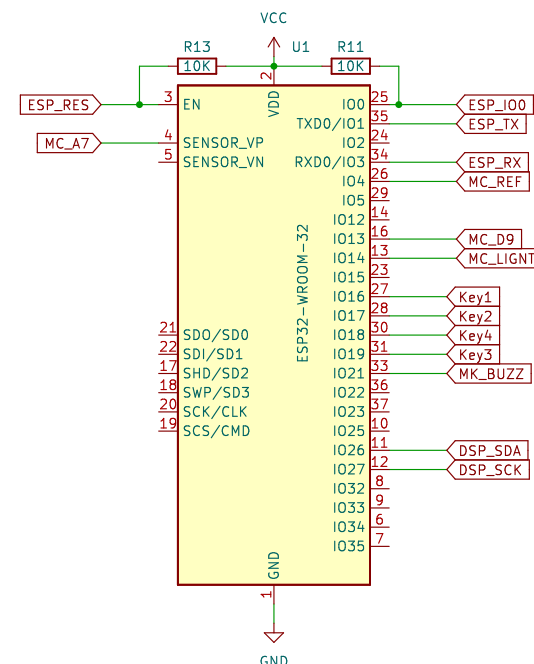 VCC
R13 U1 R11
10K 10K
2
VDD
ESP_RES 3 EN IO0 25 ESP_IO0
TXD0/IO1 35 ESP_TX
MC_A7 4 SENSOR_VP IO2 24
5 SENSOR_VN RXD0/IO3 34 ESP_RX
IO4 26 MC_REF
IO5 29
IO12 14
IO13 16 MC_D9
IO14 13 MC_LIGNT
IO15 23
ESP32-WROOM-32
IO16 27 Key1
IO17 28 Key2
21 SDO/SD0 IO18 30 Key4
22 SDI/SD1 IO19 31 Key3
17 SHD/SD2 IO21 33 MK_BUZZ
18 SWP/SD3 IO22 36
20 SCK/CLK IO23 37
19 SCS/CMD IO25 10
IO26 11 DSP_SDA
IO27 12 DSP_SCK
IO32 8
IO33 9
IO34 6
IO35 7
GND
1
GND